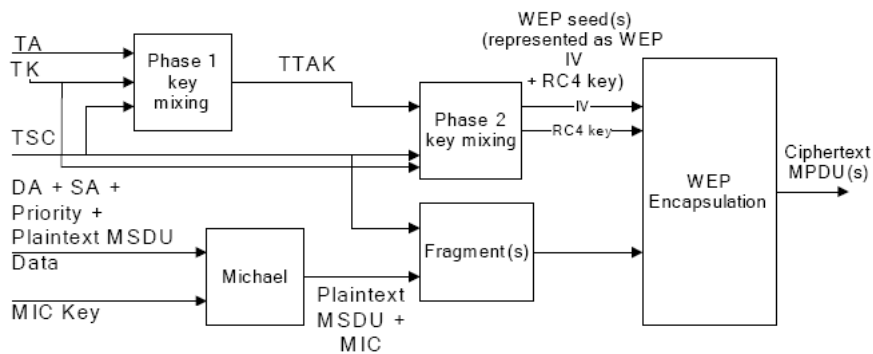 TA
TK
TSC
Phase 1
key
mixing
TTAK
WEP seed(s)
(represented as WEP
IV
+ RC4 key)
Phase 2
key mixing
IV
RC4 key
WEP
Encapsulation
Ciphertext
MPDU(s)
DA + SA +
Priority +
Plaintext MSDU
Data
MIC Key
Michael
Plaintext
MSDU +
MIC
Fragment(s)